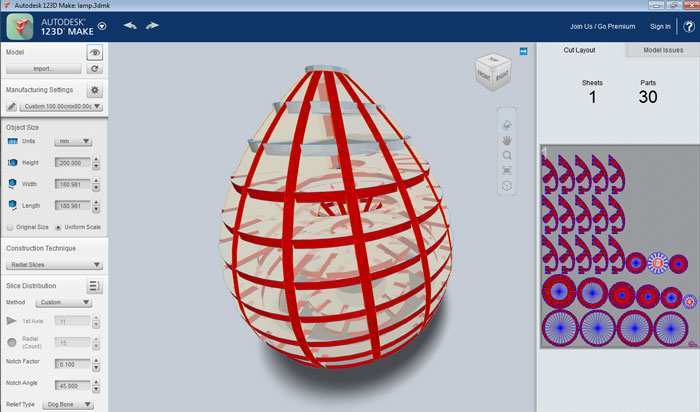 Autodesk 123D Make: lamp.3dmk
AUTODESK®
123D® MAKE
Join Us / Go Premium
Sign In
?
Model
Import...
Manufacturing Settings
Custom 100.00cmx80.00c
Object Size
Units
mm
Height
200.000
Width
180.981
Length
180.981
Original Size
Uniform Scale
Construction Technique
Radial Slices
Slice Distribution
Method
Custom
1st Axis
11
Radial
(Count)
15
Notch Factor
0.100
Notch Angle
45.000
Relief Type
Dog Bone
TOP
FRONT
RIGHT
Cut Layout
Model Issues
Sheets
Parts
1
30
1